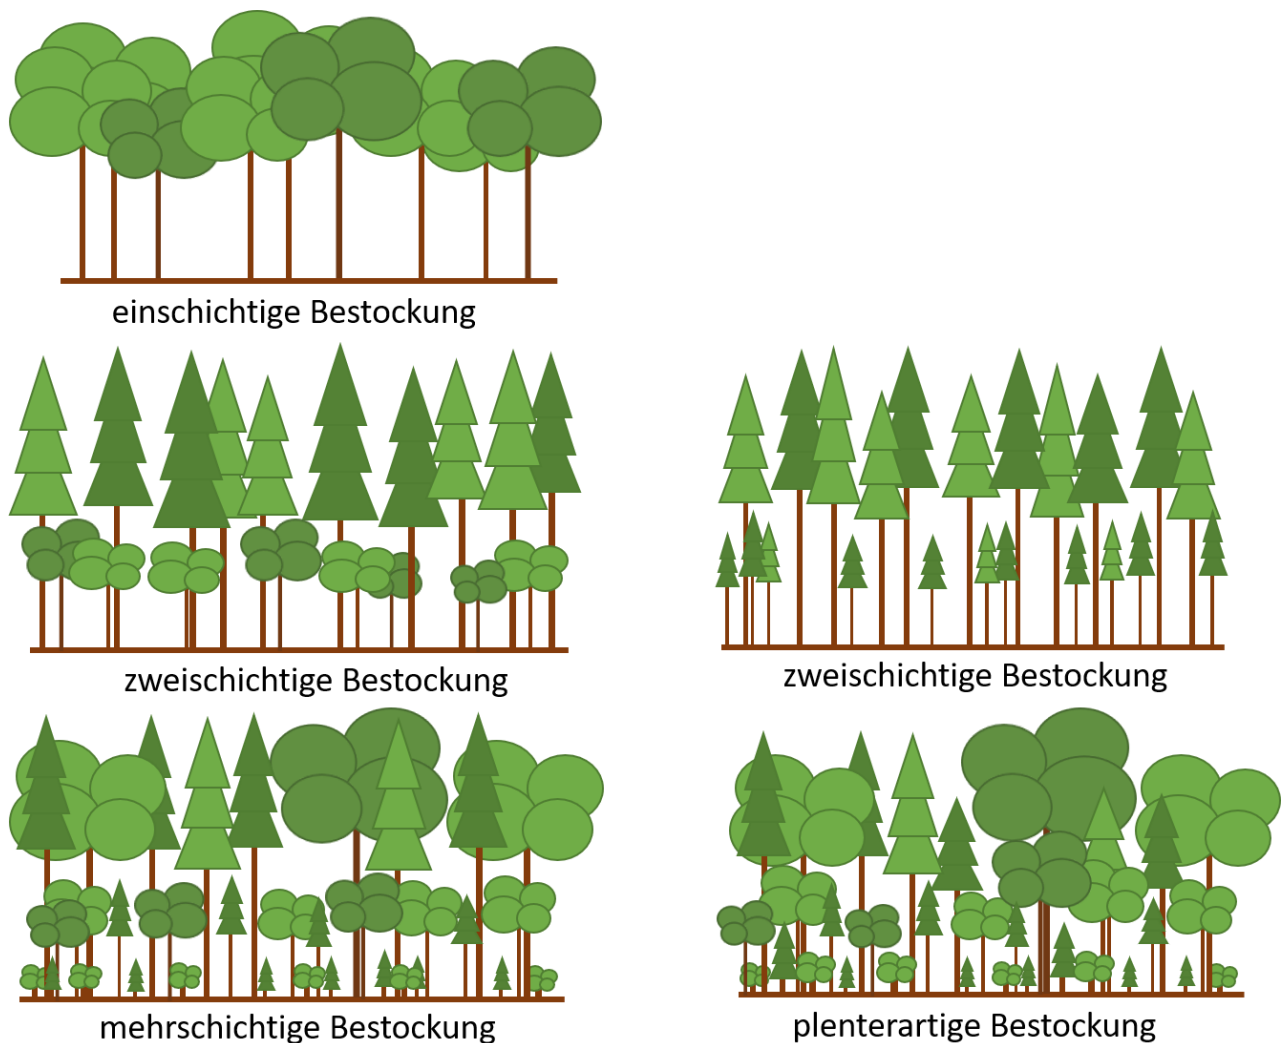 einschichtige Bestockung
zweischichtige Bestockung
zweischichtige Bestockung
mehrschichtige Bestockung
plenterartige Bestockung